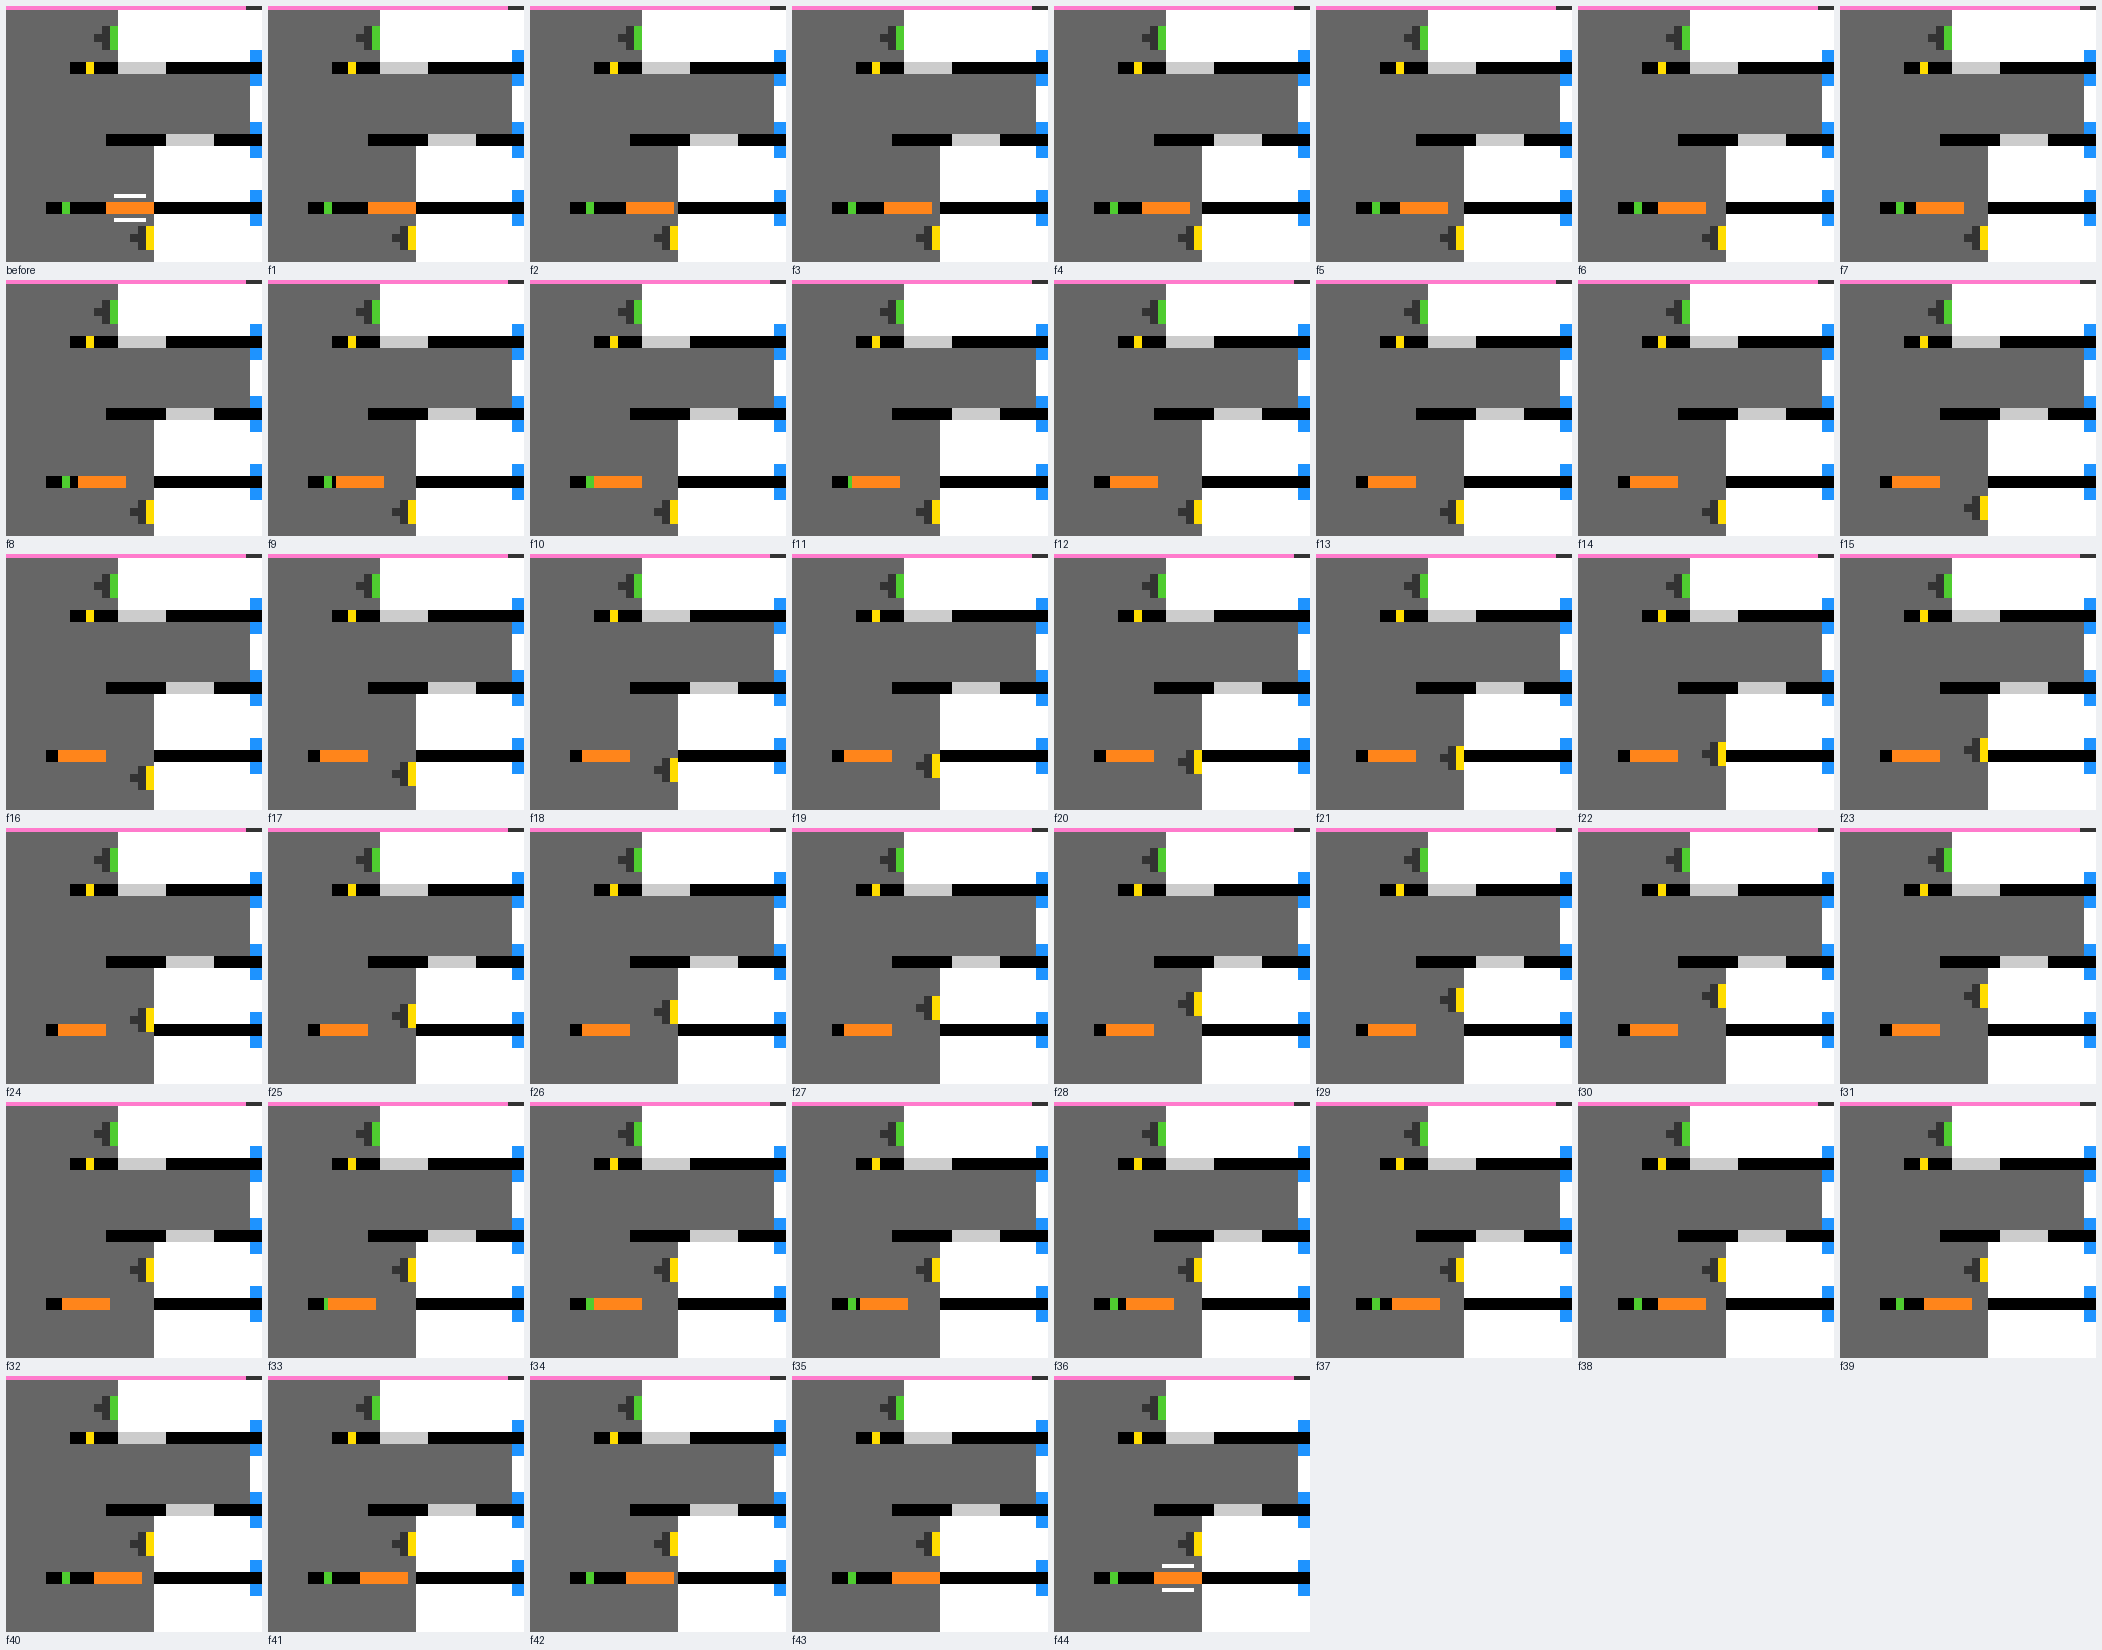 before f1 f2 f3 f4 f5 f6 f7
f8 f9 f10 f11 f12 f13 f14 f15
f16 f17 f18 f19 f20 f21 f22 f23
f24 f25 f26 f27 f28 f29 f30 f31
f32 f33 f34 f35 f36 f37 f38 f39
f40 f41 f42 f43 f44